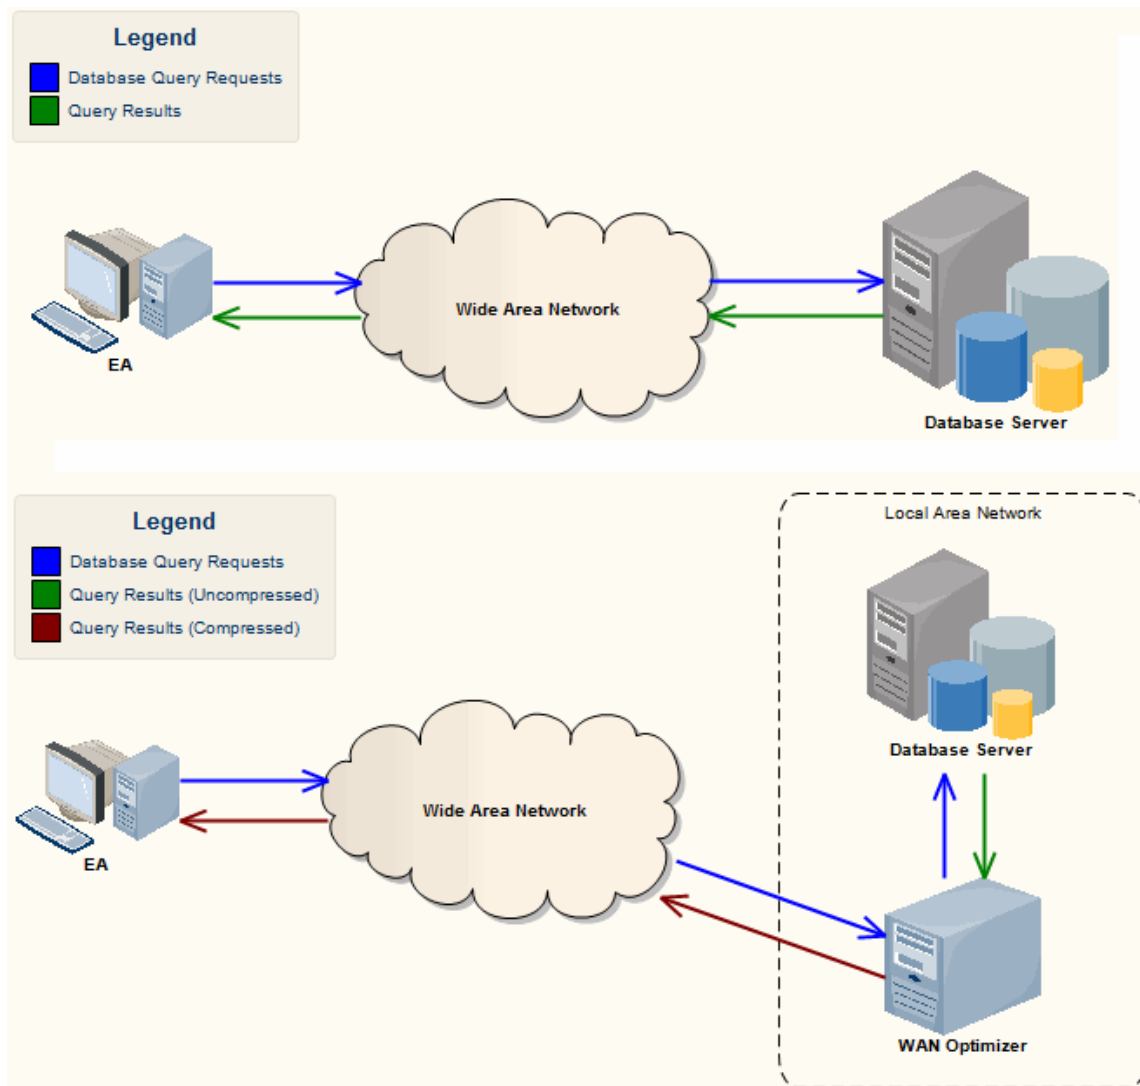 Legend
Database Query Requests
Query Results
Wide Area Network
EA
Database Server
Legend
Database Query Requests
Query Results (Uncompressed)
Query Results (Compressed)
Local Area Network
Database Server
Wide Area Network
EA
WAN Optimizer